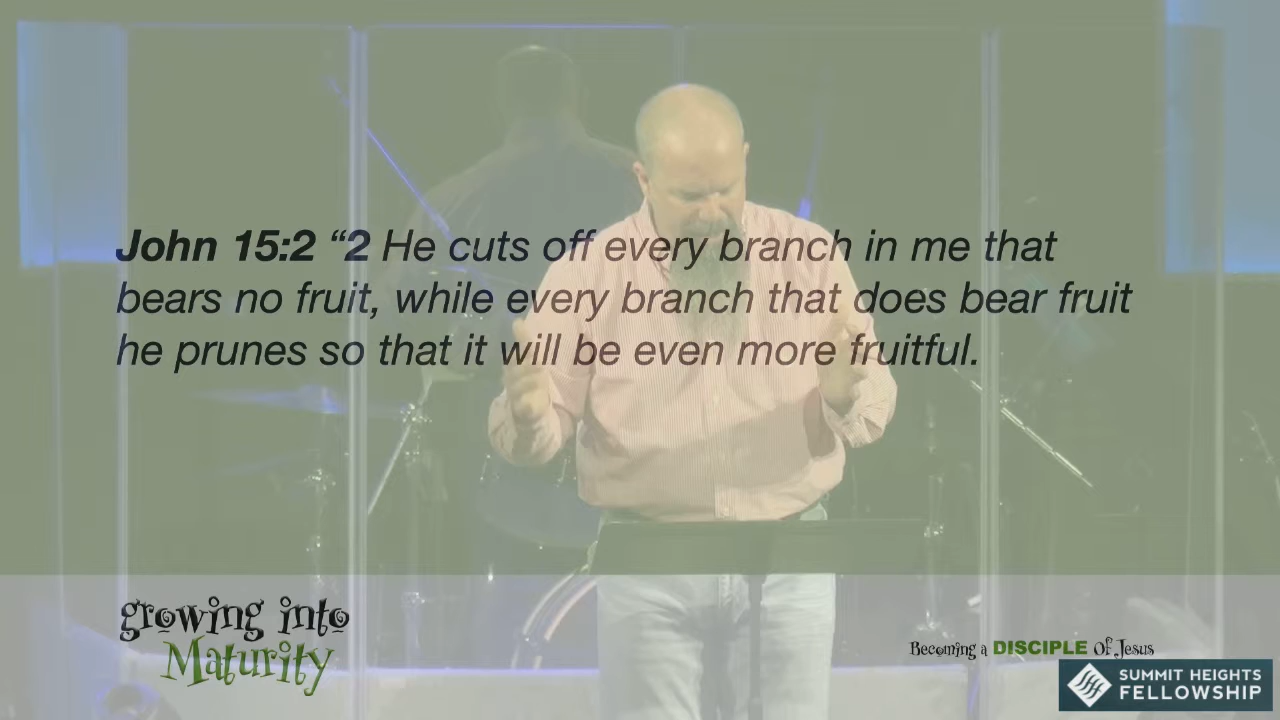 John 15:2 “2 He cuts off every branch in me that
bears no fruit, while every branch that does bear fruit
he prunes so that it will be even more fruitful.
growing into
Maturity
Becoming a DISCIPLE Of Jesus
SUMMIT HEIGHTS
FELLOWSHIP